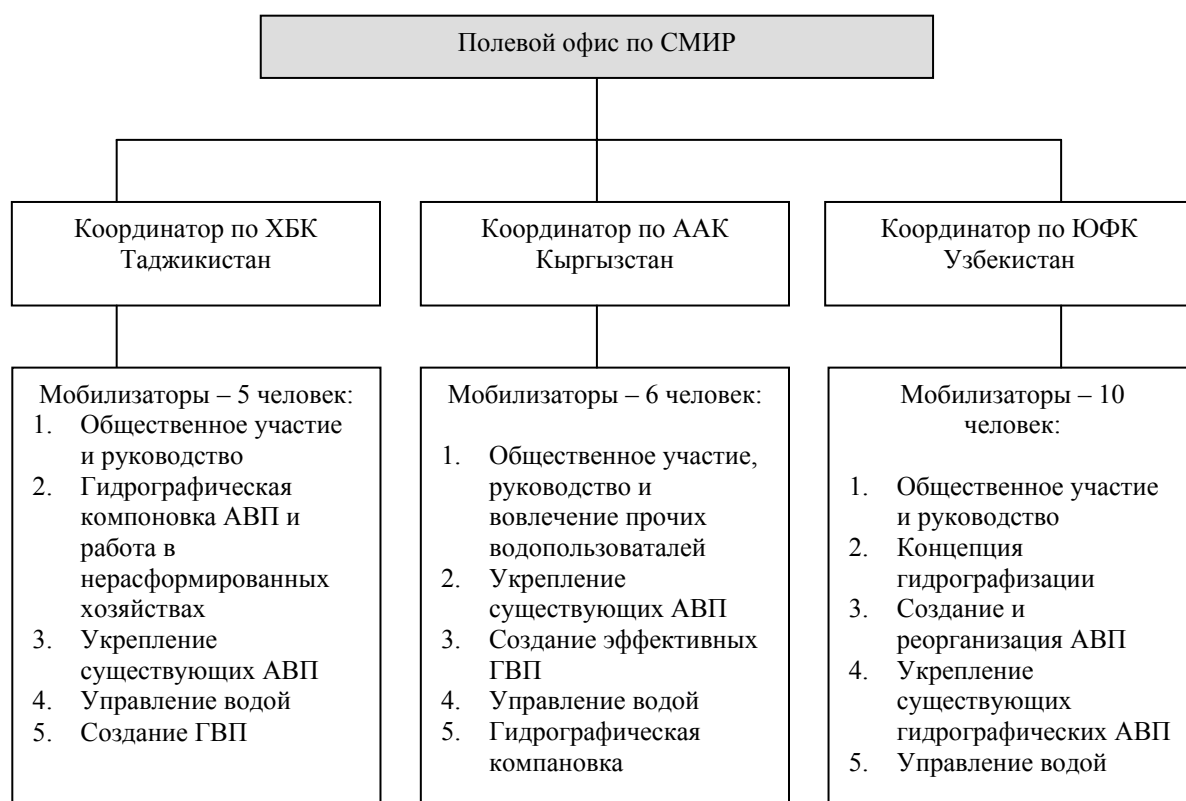 Полевой офис по СМИР
Координатор по ХБК
Таджикистан
Координатор по ААК
Кыргызстан
Координатор по ЮФК
Узбекистан
Мобилизаторы – 5 человек:
1. Общественное участие
и руководство
2. Гидрографическая
компоновка АВП и
работа в
нерасформированных
хозяйствах
3. Укрепление
существующих АВП
4. Управление водой
5. Создание ГВП
Мобилизаторы – 6 человек:
1. Общественное участие,
руководство и
вовлечение прочих
водопользоваталей
2. Укрепление
существующих АВП
3. Создание эффективных
ГВП
4. Управление водой
5. Гидрографическая
компановка
Мобилизаторы – 10
человек:
1. Общественное участие
и руководство
2. Концепция
гидрографизации
3. Создание и
реорганизация АВП
4. Укрепление
существующих
гидрографических АВП
5. Управление водой